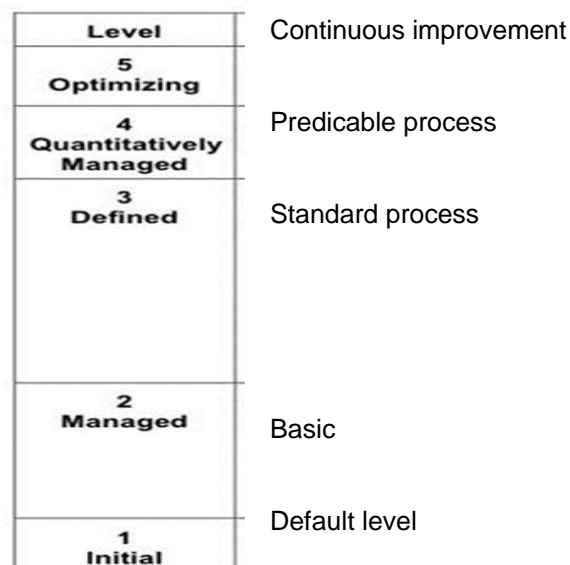 Level
Continuous improvement
5
Optimizing
4
Quantitatively
Managed
Predicable process
3
Defined
Standard process
2
Managed
Basic
1
Initial
Default level